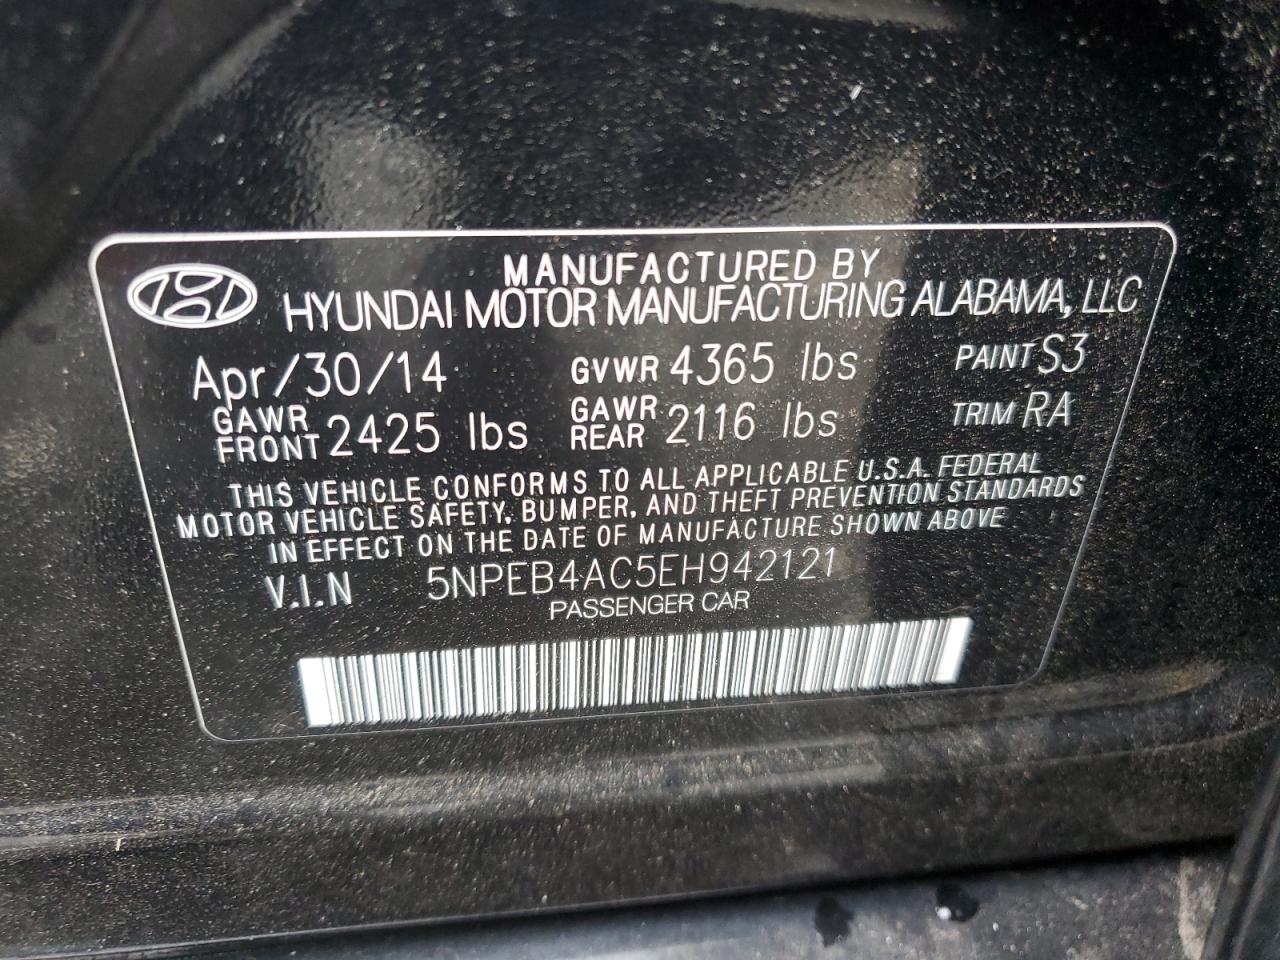 MANUFACTURED BY
HYUNDAI MOTOR MANUFACTURING ALABAMA, LLC
Apr/30/14 GVWR 4365 lbs PAINT S3
GAWR FRONT 2425 lbs GAWR REAR 2116 lbs TRIM RA
THIS VEHICLE CONFORMS TO ALL APPLICABLE U.S.A. FEDERAL
MOTOR VEHICLE SAFETY, BUMPER, AND THEFT PREVENTION STANDARDS
IN EFFECT ON THE DATE OF MANUFACTURE SHOWN ABOVE
V.I.N 5NPEB4AC5EH942121
PASSENGER CAR